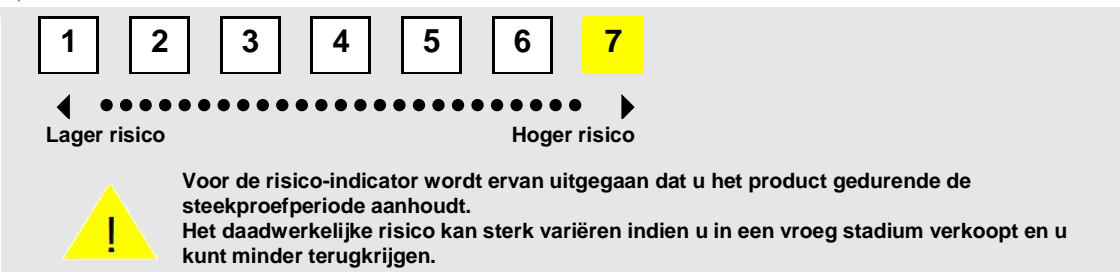 1 2 3 4 5 6 7
Lager risico Hoger risico
!
Voor de risico-indicator wordt ervan uitgegaan dat u het product gedurende de
steekproefperiode aanhoudt.
Het daadwerkelijke risico kan sterk variëren indien u in een vroeg stadium verkoopt en u
kunt minder terugkrijgen.